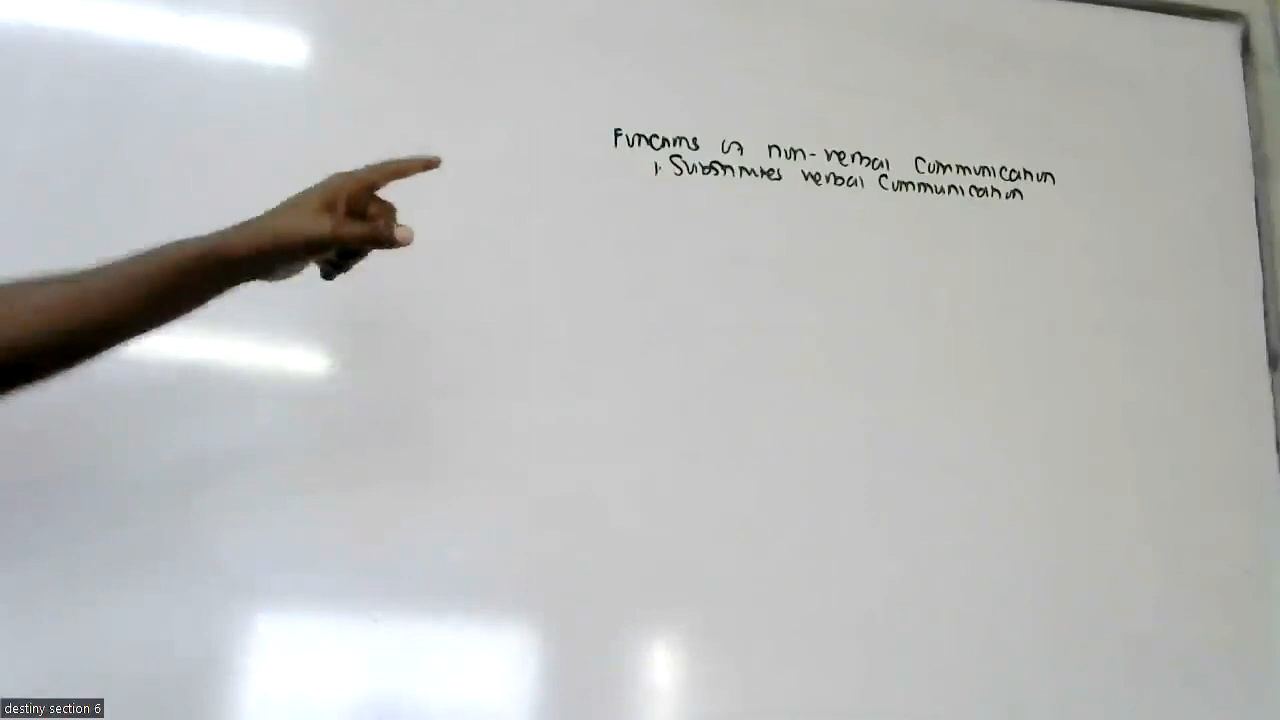 Functions of non-verbal Communication
1. Substitutes verbal Communication
destiny section 6